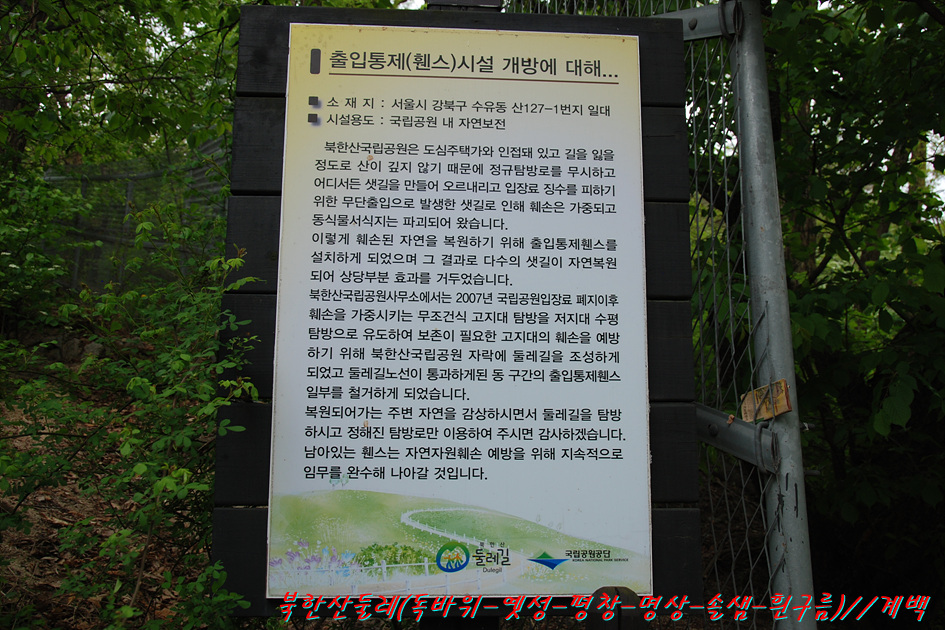 출입통제(휀스)시설 개방에 대해...
소 재 지 : 서울시 강북구 수유동 산127-1번지 일대
시설용도 : 국립공원 내 자연보전
북한산국립공원은 도심주택가와 인접돼 있고 길을 잃을
정도로 산이 깊지 않기 때문에 정규탐방로를 무시하고
어디서든 샛길을 만들어 오르내리고 입장료 징수를 피하기
위한 무단출입으로 발생한 샛길로 인해 훼손은 가중되고
동식물서식지는 파괴되어 왔습니다.
이렇게 훼손된 자연을 복원하기 위해 출입통제휀스를
설치하게 되었으며 그 결과로 다수의 샛길이 자연복원
되어 상당부분 효과를 거두었습니다.
북한산국립공원사무소에서는 2007년 국립공원입장료 폐지이후
훼손을 가중시키는 무조건식 고지대 탐방을 저지대 수평
탐방으로 유도하여 보존이 필요한 고지대의 훼손을 예방
하기 위해 북한산국립공원 자락에 둘레길을 조성하게
되었고 둘레길노선이 통과하게된 동 구간의 출입통제휀스
일부를 철거하게 되었습니다.
복원되어가는 주변 자연을 감상하시면서 둘레길을 탐방
하시고 정해진 탐방로만 이용하여 주시면 감사하겠습니다.
남아있는 휀스는 자연자원훼손 예방을 위해 지속적으로
임무를 완수해 나아갈 것입니다.
북한산
둘레길
Dulegil
국립공원공단
KOREA NATIONAL PARK SERVICE
북한산둘레(독바위-옛성-평창-명상-솔샘-흰구름)//계백